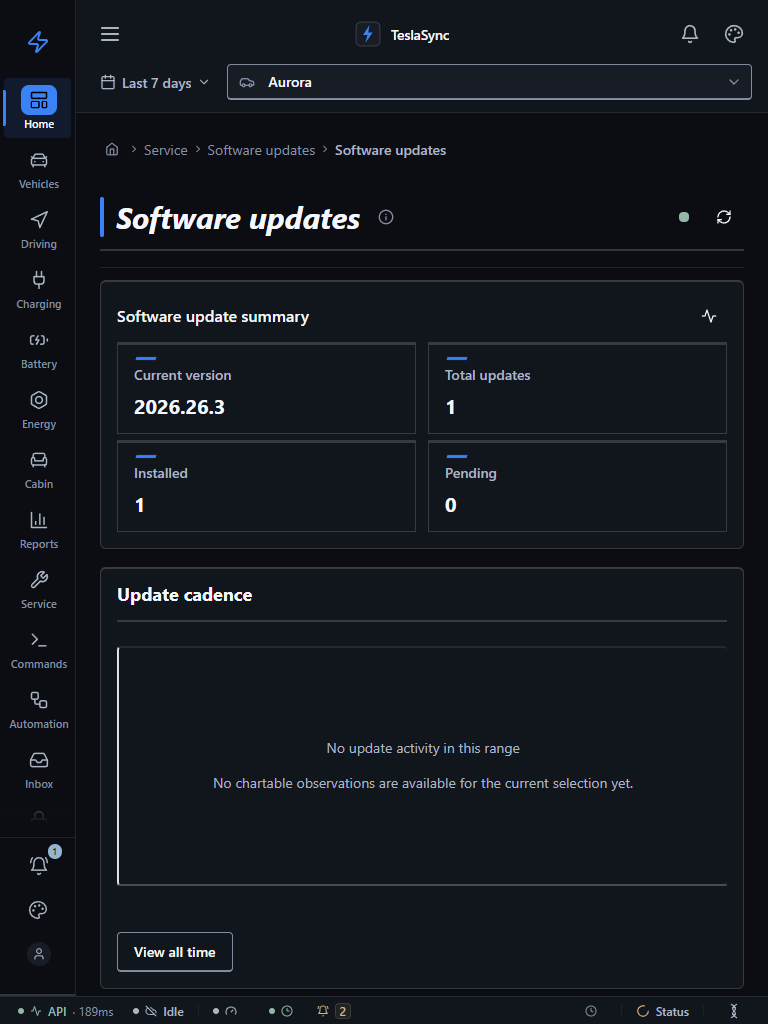 TeslaSync
Last 7 days
Aurora
Home
Vehicles
Driving
Charging
Battery
Energy
Cabin
Reports
Service
Commands
Automation
Inbox
1
Service
Software updates
Software updates
Software updates
Software update summary
Current version
2026.26.3
Total updates
1
Installed
1
Pending
0
Update cadence
No update activity in this range
No chartable observations are available for the current selection yet.
View all time
API · 189ms
Idle
2
Status